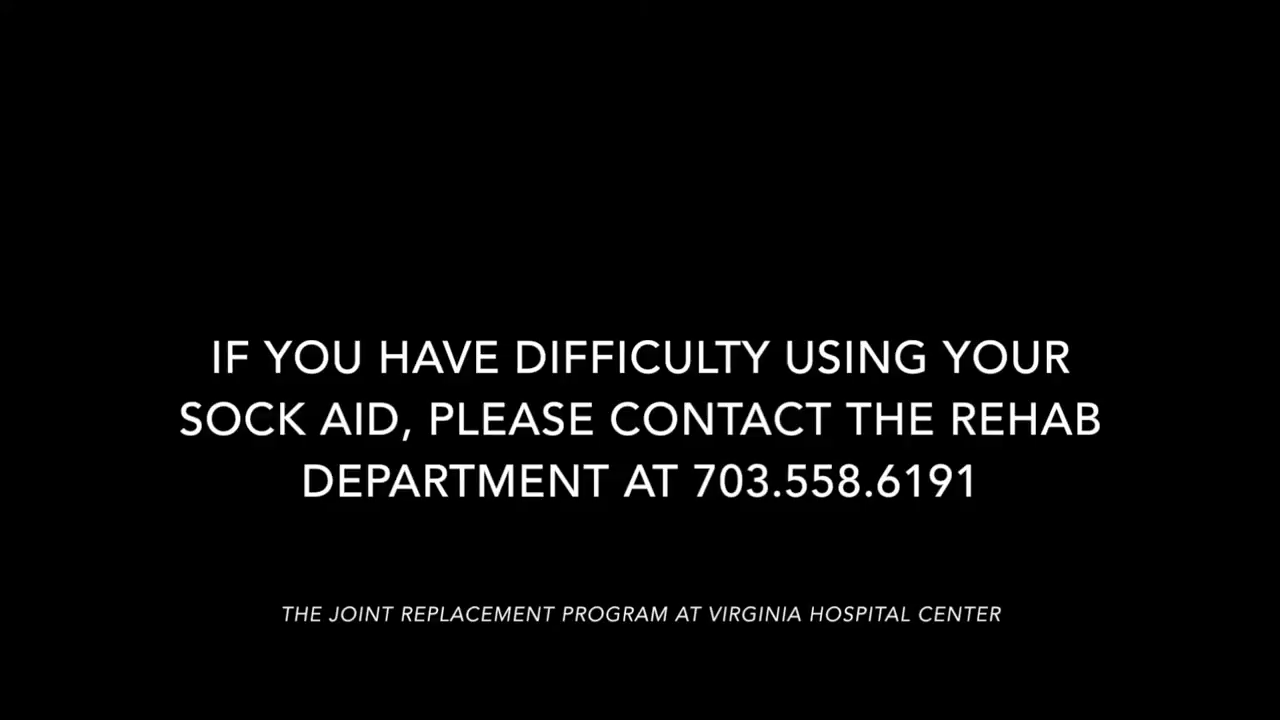 IF YOU HAVE DIFFICULTY USING YOUR
SOCK AID, PLEASE CONTACT THE REHAB
DEPARTMENT AT 703.558.6191
THE JOINT REPLACEMENT PROGRAM AT VIRGINIA HOSPITAL CENTER